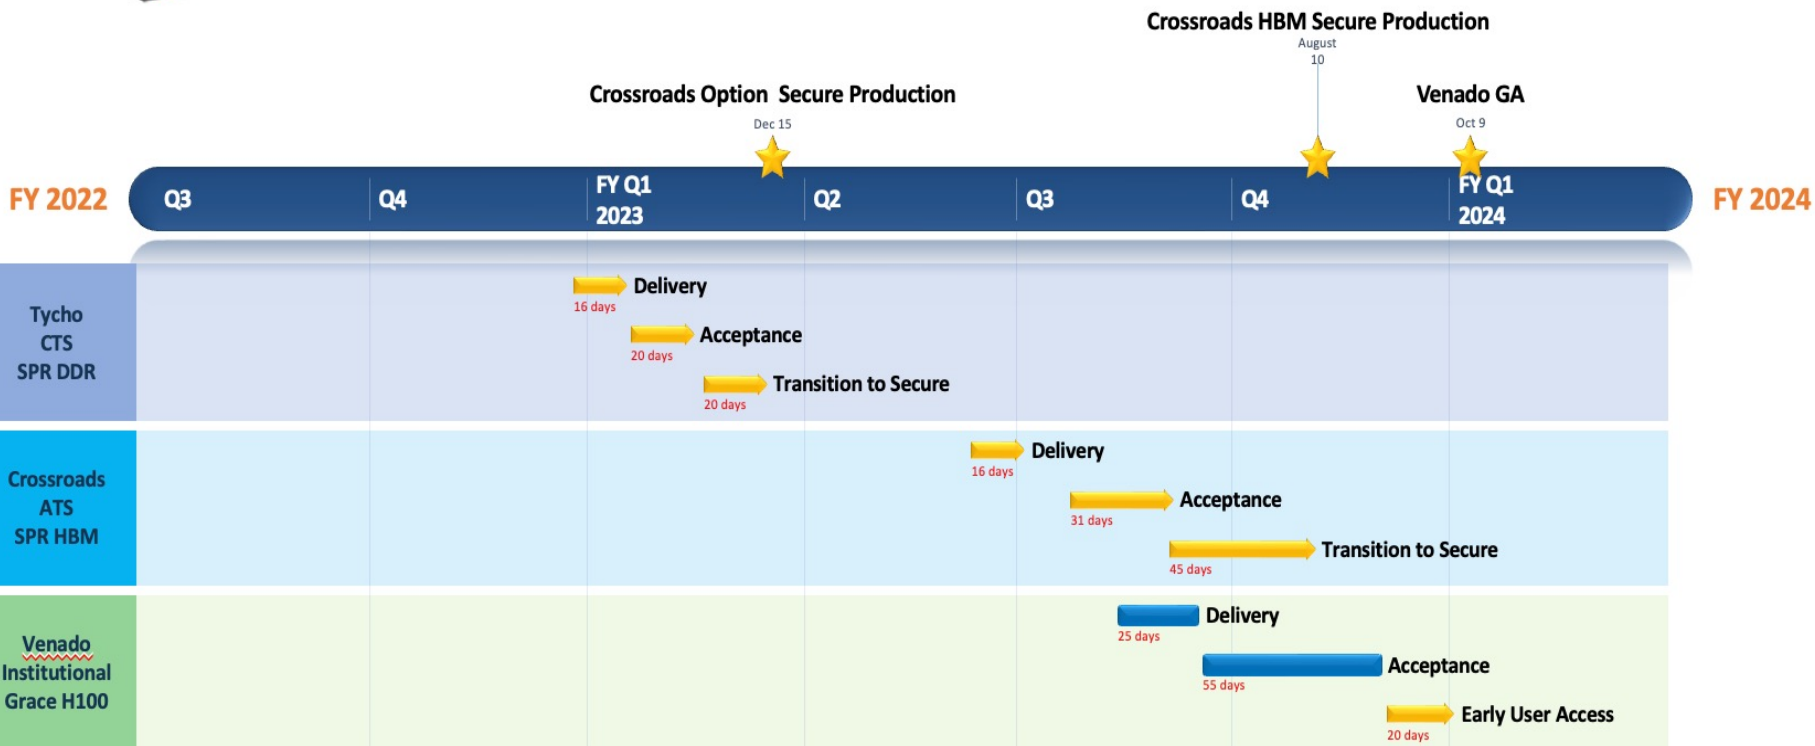 Crossroads HBM Secure Production
August
10
Crossroads Option  Secure Production
Dec 15
Venado GA
Oct 9
FY 2022
Q3
Q4
FY Q1
2023
Q2
Q3
Q4
FY Q1
2024
FY 2024
Tycho
CTS
SPR DDR
Delivery
16 days
Acceptance
20 days
Transition to Secure
20 days
Crossroads
ATS
SPR HBM
Delivery
16 days
Acceptance
31 days
Transition to Secure
45 days
Venado
Institutional
Grace H100
Delivery
25 days
Acceptance
55 days
Early User Access
20 days